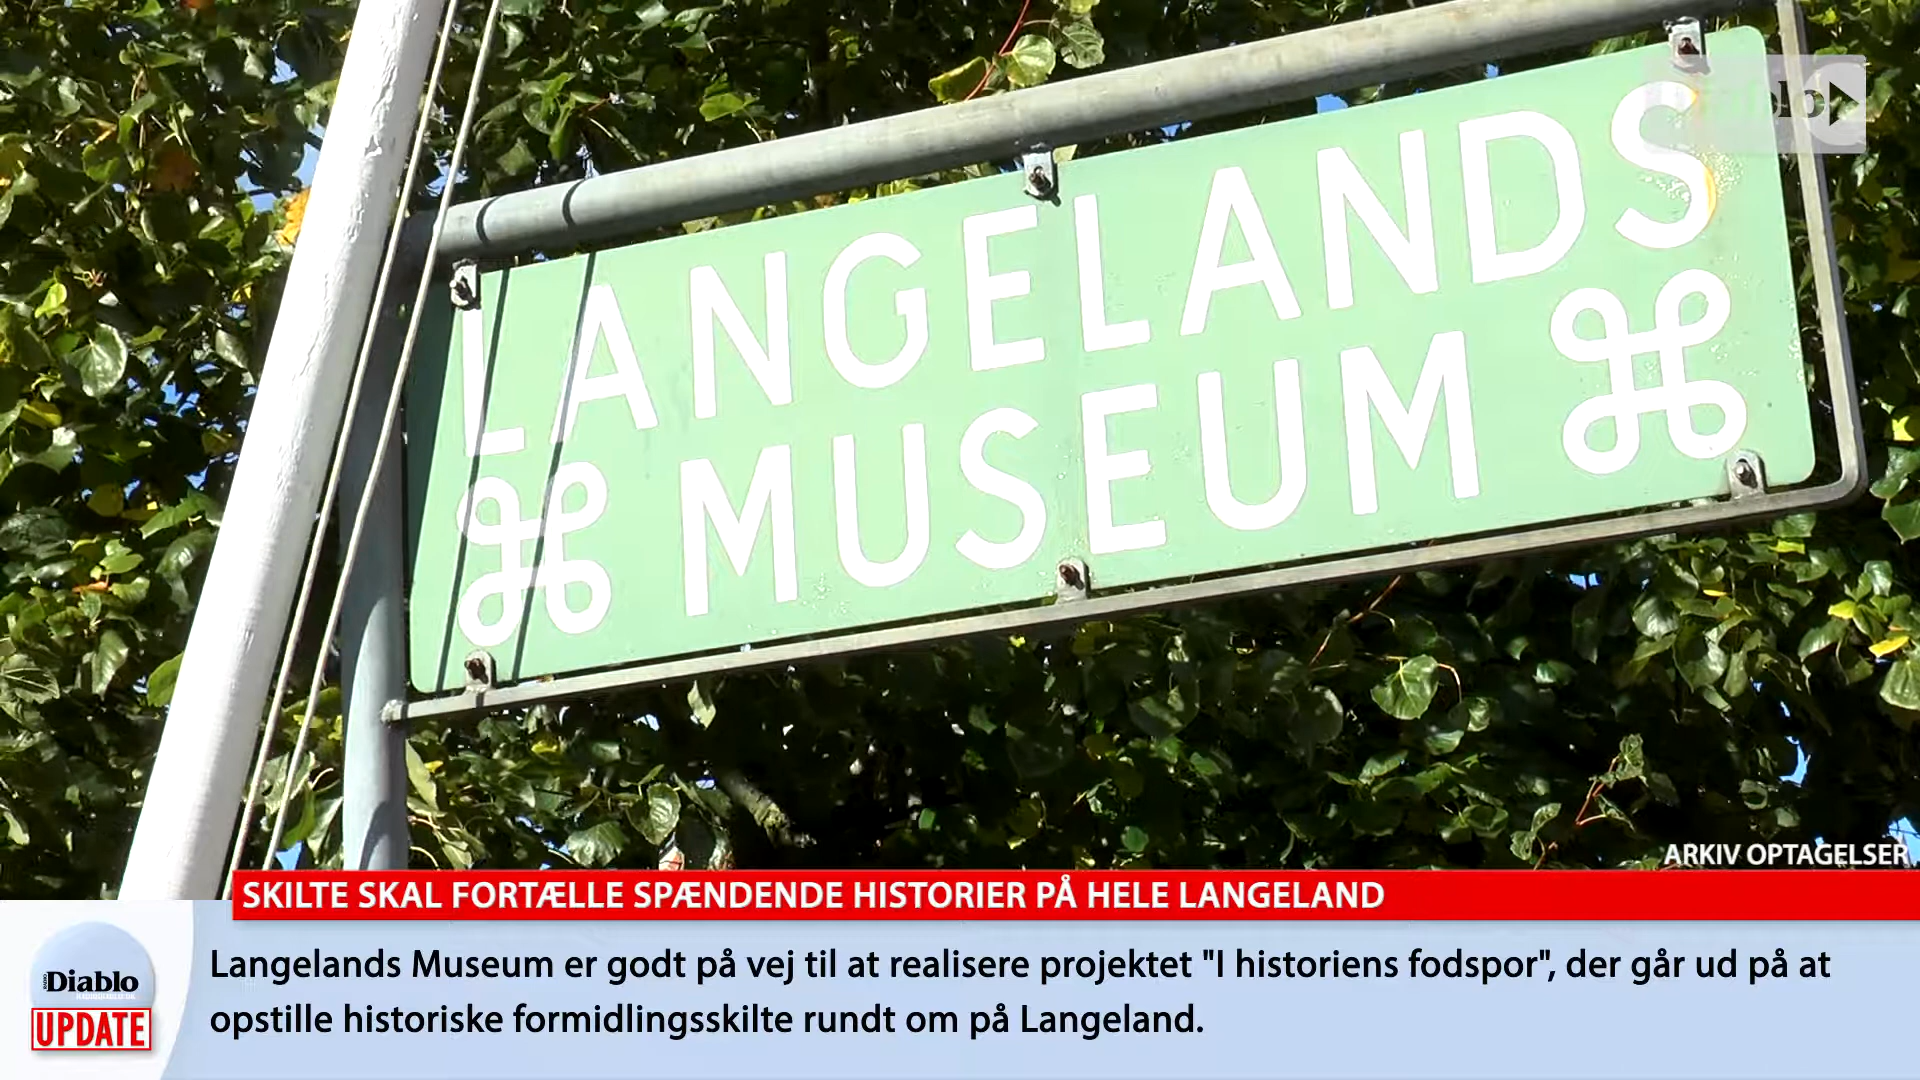 LANGELANDS
⌘ MUSEUM ⌘
ARKIV OPTAGELSER
SKILTE SKAL FORTÆLLE SPÆNDENDE HISTORIER PÅ HELE LANGELAND
Langelands Museum er godt på vej til at realisere projektet "I historiens fodspor", der går ud på at
opstille historiske formidlingsskilte rundt om på Langeland.
Diablo
UPDATE